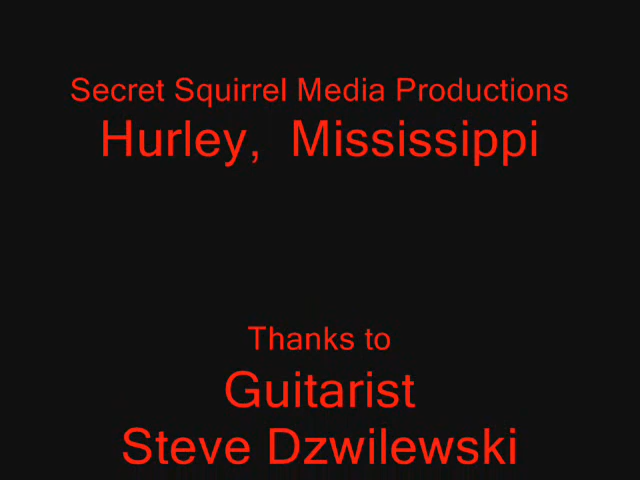 Secret Squirrel Media Productions
Hurley, Mississippi
Thanks to
Guitarist
Steve Dzwilewski